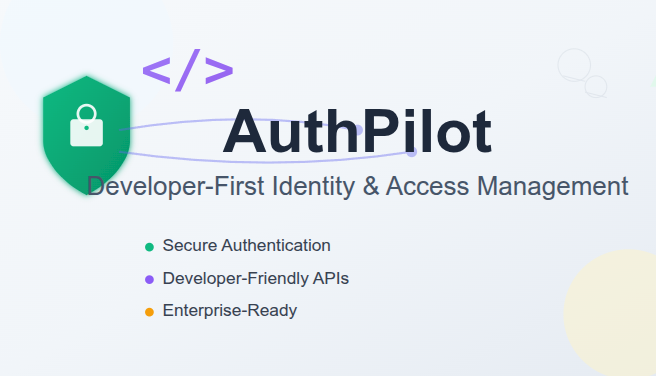 </>
AuthPilot
Developer-First Identity & Access Management
Secure Authentication
Developer-Friendly APIs
Enterprise-Ready